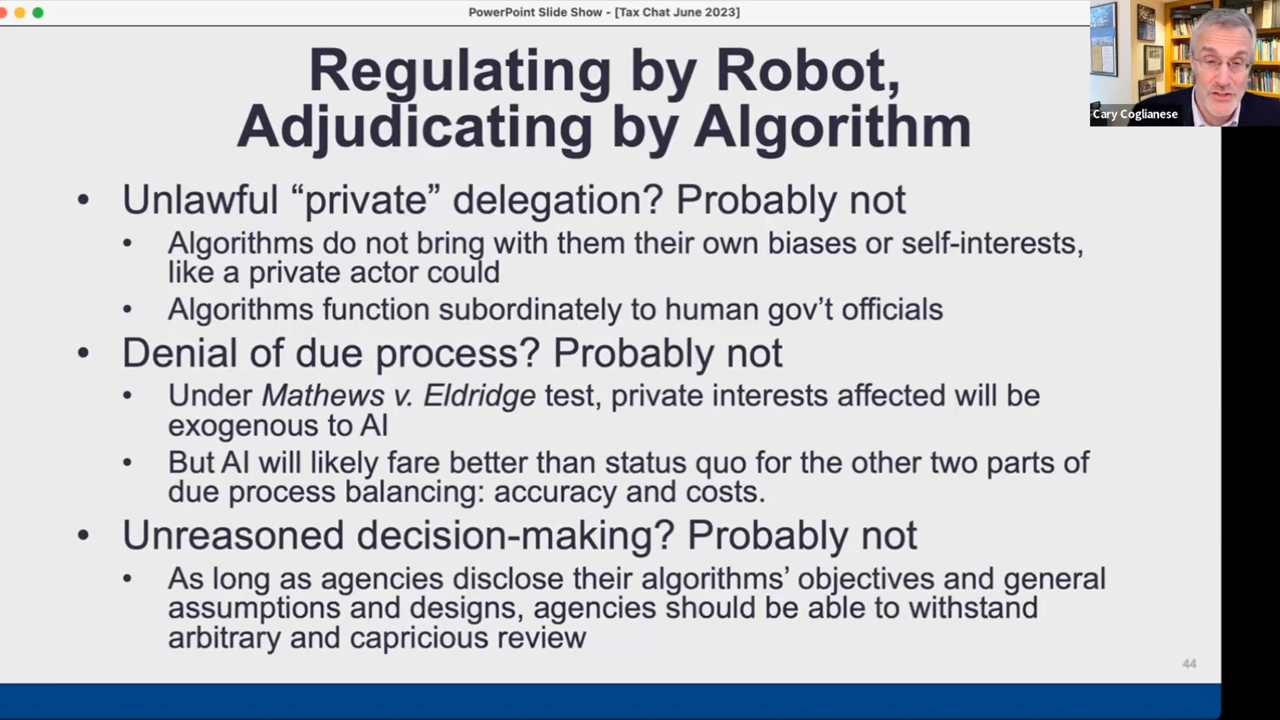 PowerPoint Slide Show - [Tax Chat June 2023]
Cary Coglianese
Regulating by Robot,
Adjudicating by Algorithm
• Unlawful “private” delegation? Probably not
• Algorithms do not bring with them their own biases or self-interests,
like a private actor could
• Algorithms function subordinately to human gov’t officials
• Denial of due process? Probably not
• Under Mathews v. Eldridge test, private interests affected will be
exogenous to AI
• But AI will likely fare better than status quo for the other two parts of
due process balancing: accuracy and costs.
• Unreasoned decision-making? Probably not
• As long as agencies disclose their algorithms’ objectives and general
assumptions and designs, agencies should be able to withstand
arbitrary and capricious review
44